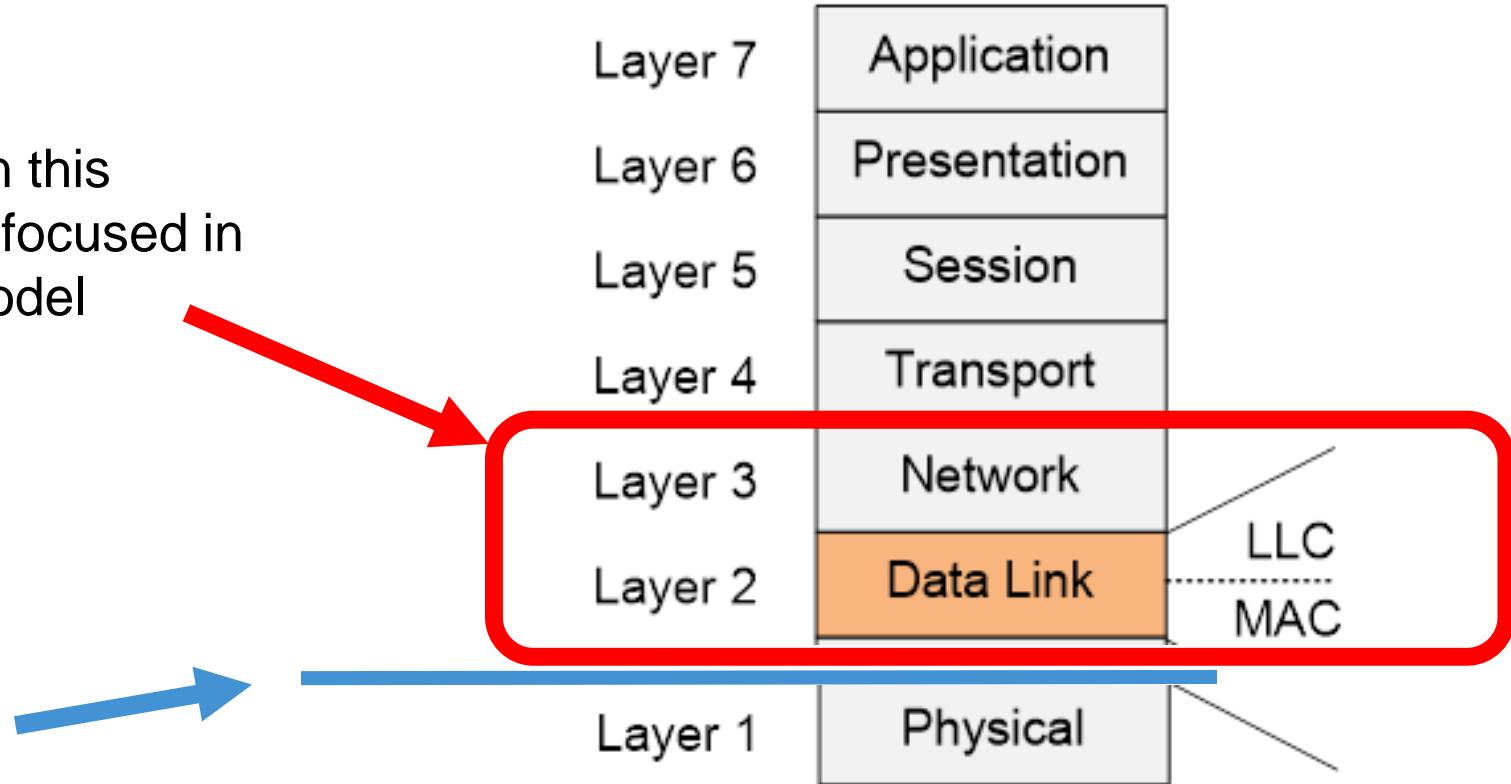 Layer 7 Application
n this
Layer 6 Presentation
focused in
Layer 5 Session
odel
Layer 4 Transport
Layer 3 Network
LLC
Layer 2 Data Link
MAC
Layer 1 Physical